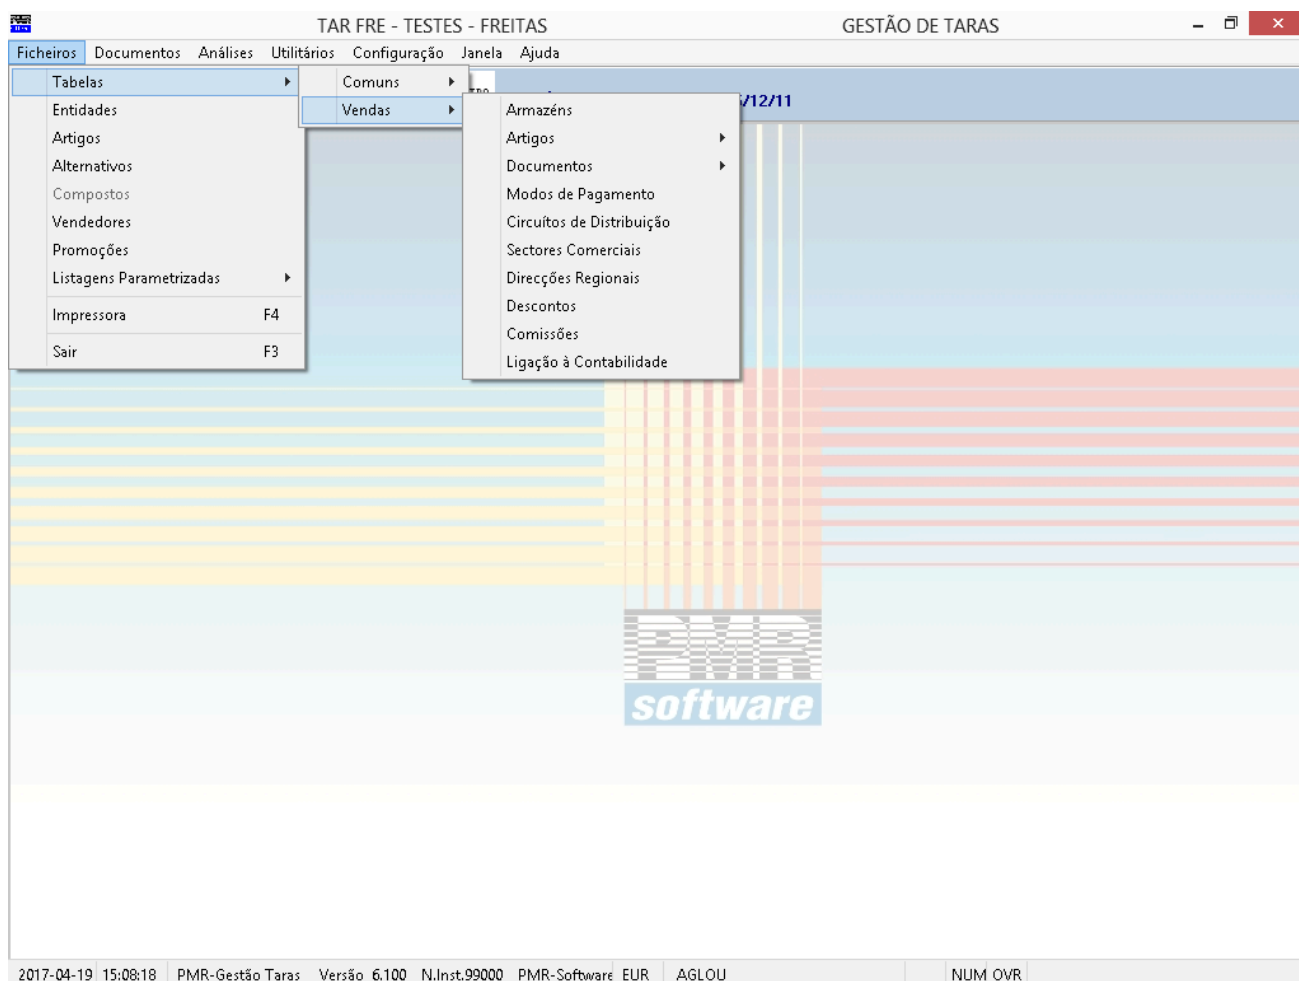 TAR FRE - TESTES - FREITAS GESTÃO DE TARAS
Ficheiros Documentos Análises Utilitários Configuração Janela Ajuda
Tabelas
Entidades
Artigos
Alternativos
Compostos
Vendedores
Promoções
Listagens Parametrizadas
Impressora F4
Sair F3
Comuns
Vendas
/12/11
Armazéns
Artigos
Documentos
Modos de Pagamento
Circuítos de Distribuição
Sectores Comerciais
Direcções Regionais
Descontos
Comissões
Ligação à Contabilidade
PMR
software
2017-04-19 15:08:18 PMR-Gestão Taras Versão 6.100 N.Inst.99000 PMR-Software EUR AGLOU NUM OVR